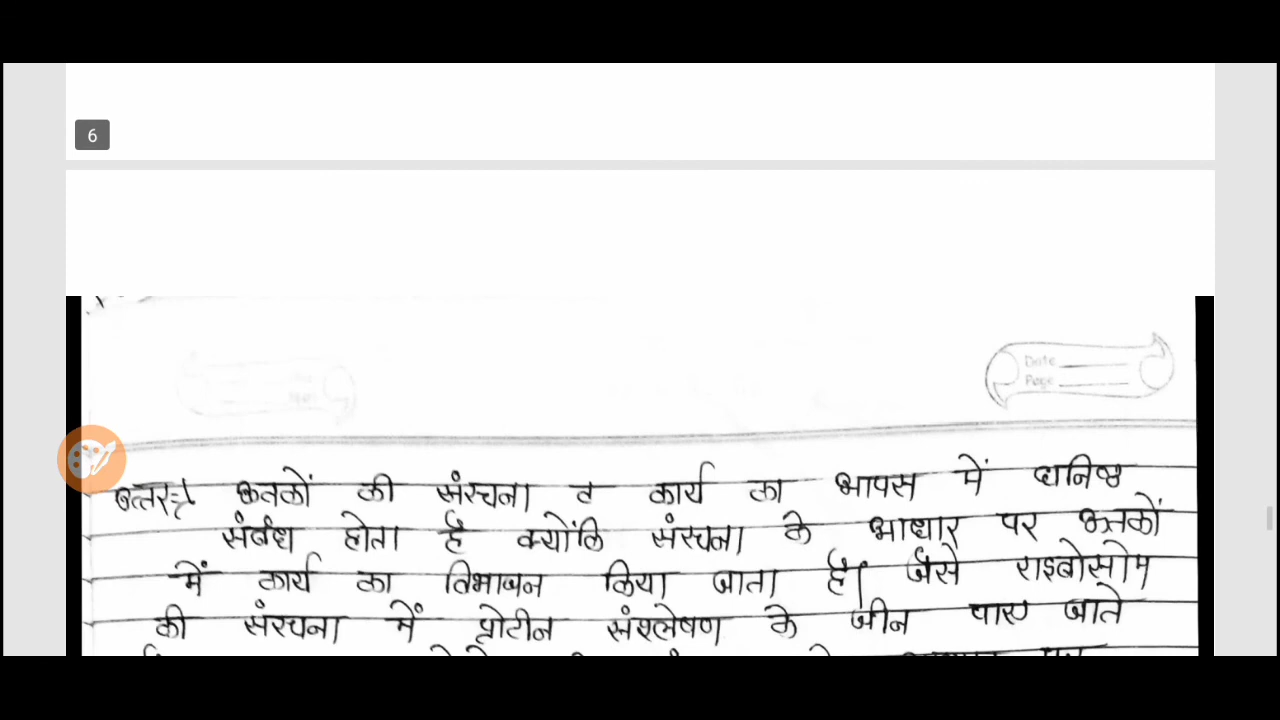 6
Date
Page
उत्तर:- ऊतकों की संरचना व कार्य का आपस में घनिष्ठ
संबंध होता है क्योंकि संरचना के आधार पर ऊतकों
में कार्य का विभाजन किया जाता है। जैसे राइबोसोम
की संरचना में प्रोटीन संश्लेषण के जीन पाए जाते